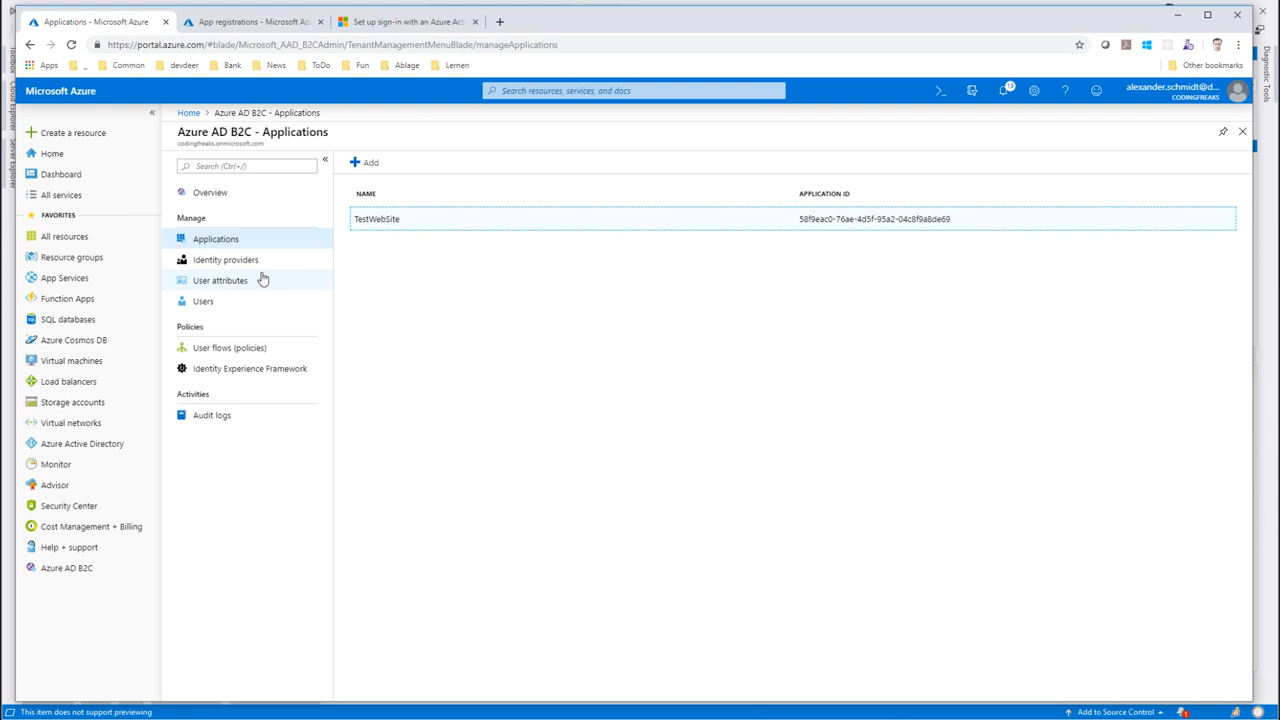 Applications - Microsoft Azure
App registrations - Microsoft Az
Set up sign-in with an Azure Act
https://portal.azure.com/#blade/Microsoft_AAD_B2CAdmin/TenantManagementMenuBlade/manageApplications
Apps
Common
devdeer
Bank
News
ToDo
Fun
Ablage
Lernen
Other bookmarks
Microsoft Azure
Search resources, services, and docs
alexander.schmidt@d...
CODINGFREAKS
Create a resource
Home
Dashboard
All services
FAVORITES
All resources
Resource groups
App Services
Function Apps
SQL databases
Azure Cosmos DB
Virtual machines
Load balancers
Storage accounts
Virtual networks
Azure Active Directory
Monitor
Advisor
Security Center
Cost Management + Billing
Help + support
Azure AD B2C
Home > Azure AD B2C - Applications
Azure AD B2C - Applications
codingfreaks.onmicrosoft.com
Search (Ctrl+/)
Overview
Manage
Applications
Identity providers
User attributes
Users
Policies
User flows (policies)
Identity Experience Framework
Activities
Audit logs
Add
NAME APPLICATION ID
TestWebSite 58f9eac0-76ae-4d5f-95a2-04c8f9a8de69
Toolbox
Cloud Explorer
Server Explorer
Diagnostic Tools
This item does not support previewing
Add to Source Control